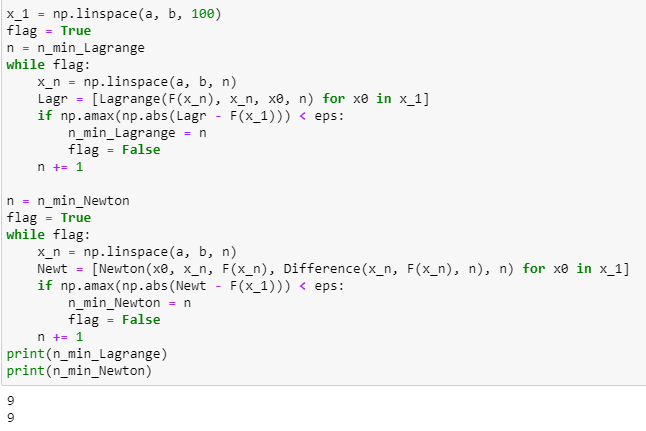 x_1 = np.linspace(a, b, 100)
flag = True
n = n_min_Lagrange
while flag:
    x_n = np.linspace(a, b, n)
    Lagr = [Lagrange(F(x_n), x_n, x0, n) for x0 in x_1]
    if np.amax(np.abs(Lagr - F(x_1))) < eps:
        n_min_Lagrange = n
        flag = False
    n += 1

n = n_min_Newton
flag = True
while flag:
    x_n = np.linspace(a, b, n)
    Newt = [Newton(x0, x_n, F(x_n), Difference(x_n, F(x_n), n), n) for x0 in x_1]
    if np.amax(np.abs(Newt - F(x_1))) < eps:
        n_min_Newton = n
        flag = False
    n += 1
print(n_min_Lagrange)
print(n_min_Newton)
9
9